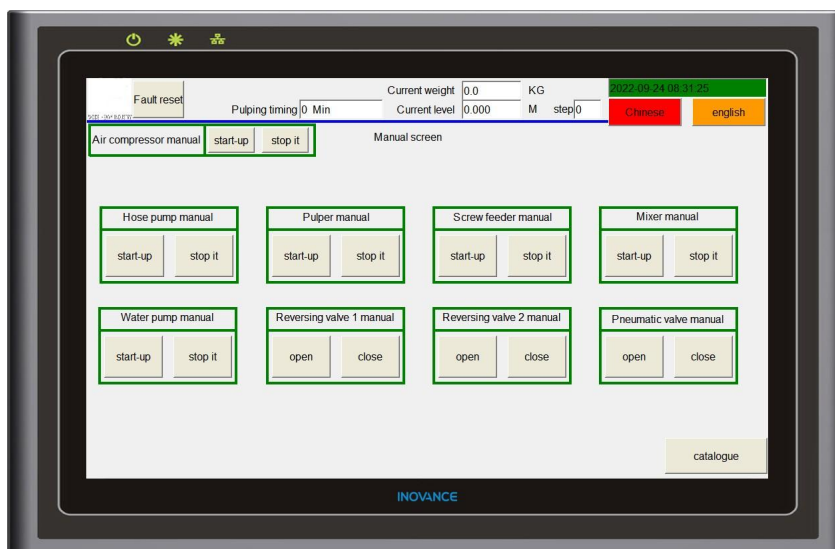 Fault reset
Pulping timing 0 Min
Current weight 0.0 KG
Current level 0.000 M step 0
2022-09-24 08:31:25
Chinese english
Air compressor manual start-up stop it
Manual screen
Hose pump manual
start-up stop it
Pulper manual
start-up stop it
Screw feeder manual
start-up stop it
Mixer manual
start-up stop it
Water pump manual
start-up stop it
Reversing valve 1 manual
open close
Reversing valve 2 manual
open close
Pneumatic valve manual
open close
catalogue
INOVANCE